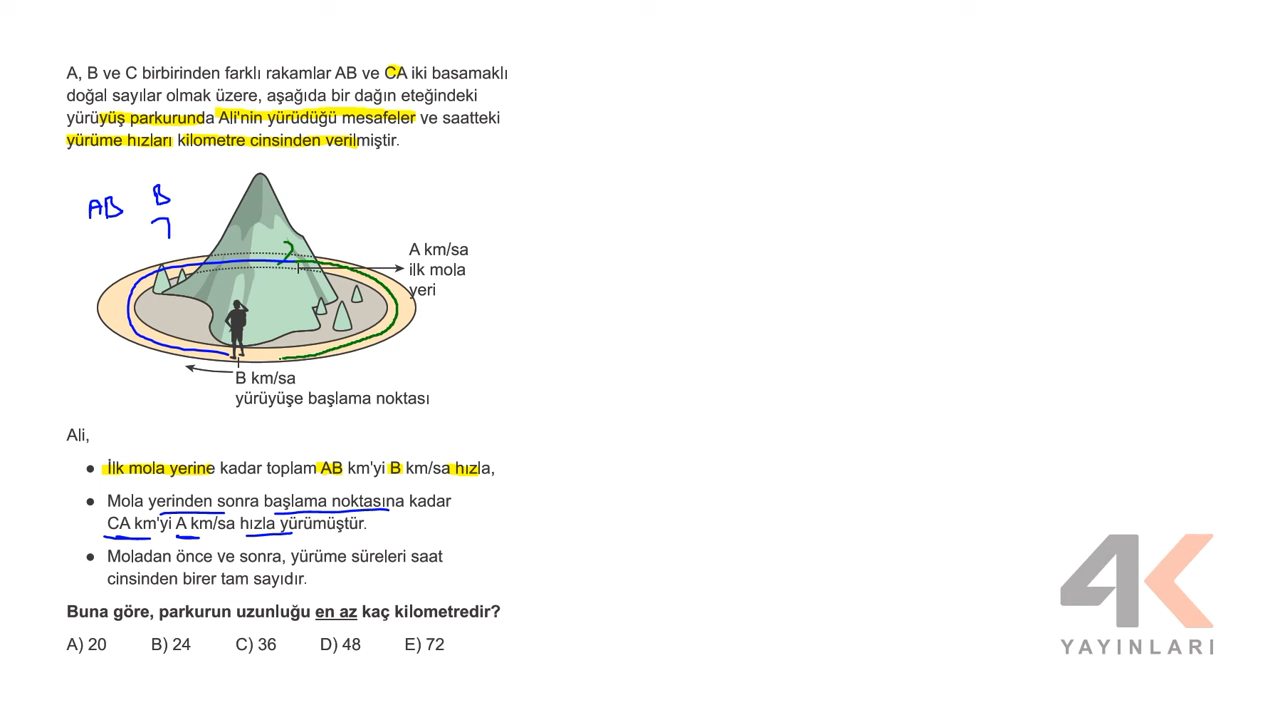 A, B ve C birbirinden farklı rakamlar AB ve CA iki basamaklı
doğal sayılar olmak üzere, aşağıda bir dağın eteğindeki
yürüyüş parkurunda Ali'nin yürüdüğü mesafeler ve saatteki
yürüme hızları kilometre cinsinden verilmiştir.
AB
B
7
A km/sa
ilk mola
yeri
B km/sa
yürüyüşe başlama noktası
Ali,
● İlk mola yerine kadar toplam AB km'yi B km/sa hızla,
● Mola yerinden sonra başlama noktasına kadar
CA km'yi A km/sa hızla yürümüştür.
● Moladan önce ve sonra, yürüme süreleri saat
cinsinden birer tam sayıdır.
Buna göre, parkurun uzunluğu en az kaç kilometredir?
A) 20 B) 24 C) 36 D) 48 E) 72
4K
YAYINLARI